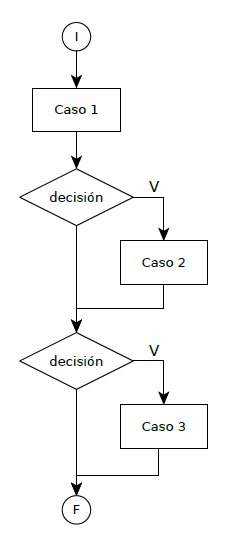 I
Caso 1
decisión
V
Caso 2
decisión
V
Caso 3
F